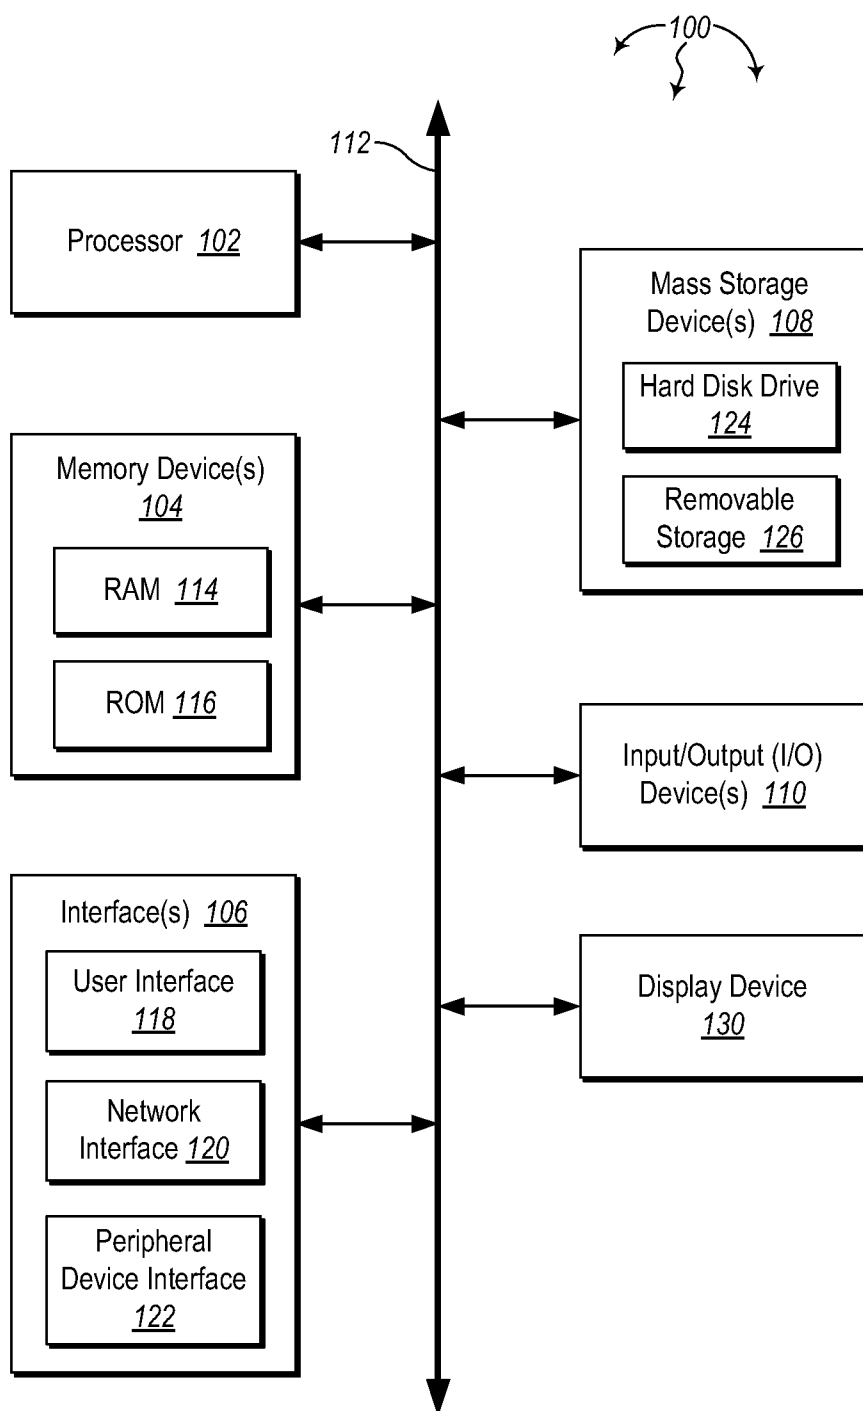 100
112
Processor 102
Mass Storage
Device(s) 108
Hard Disk Drive
124
Removable
Storage 126
Memory Device(s)
104
RAM 114
ROM 116
Input/Output (I/O)
Device(s) 110
Interface(s) 106
User Interface
118
Network
Interface 120
Peripheral
Device Interface
122
Display Device
130